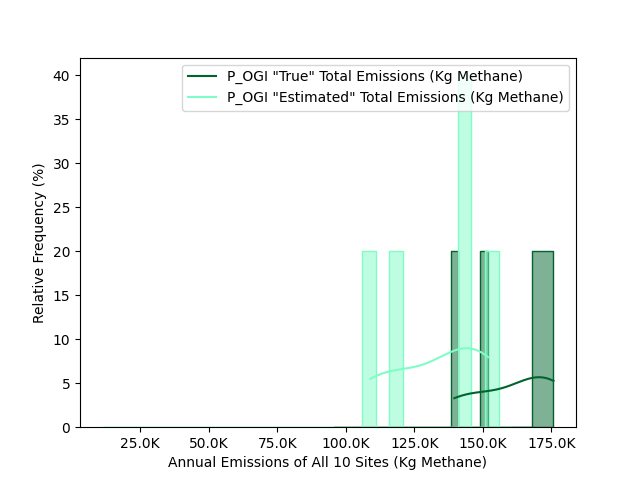 P_OGI "True" Total Emissions (Kg Methane)
P_OGI "Estimated" Total Emissions (Kg Methane)
40
35
30
25
20
15
10
5
0
Relative Frequency (%)
25.0K 50.0K 75.0K 100.0K 125.0K 150.0K 175.0K
Annual Emissions of All 10 Sites (Kg Methane)